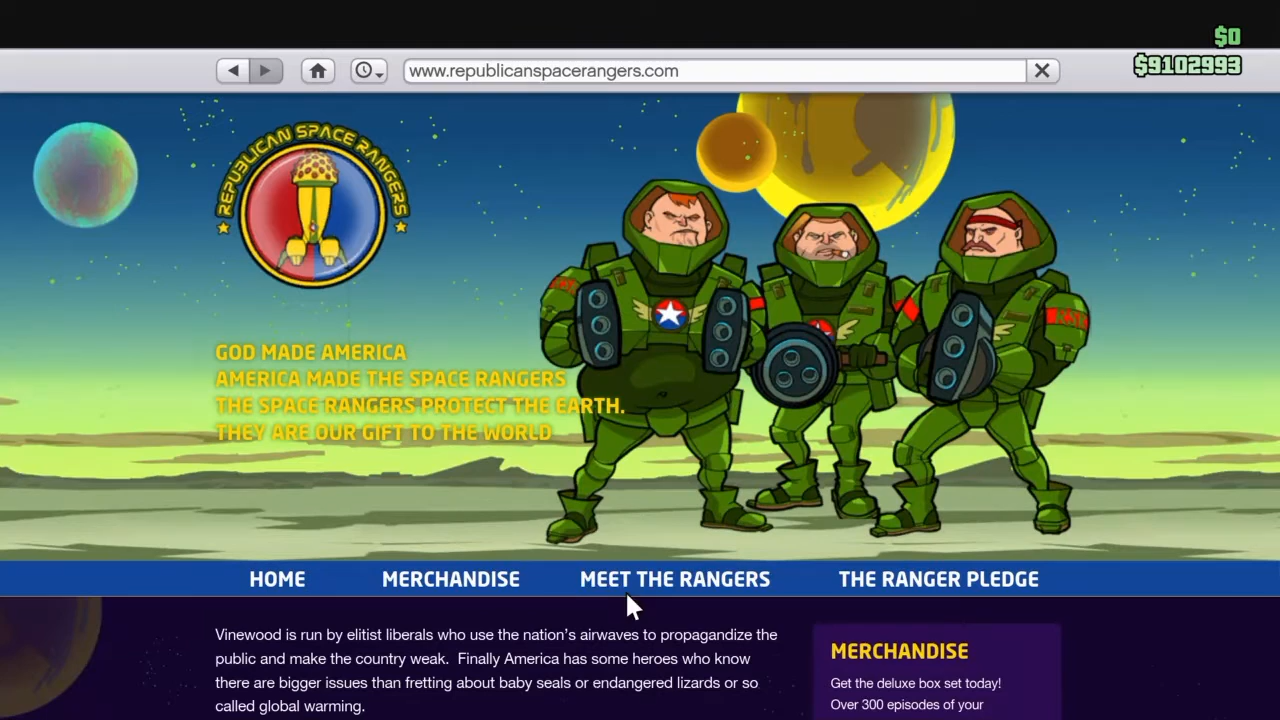 $0
$9102993
www.republicanspacerangers.com
REPUBLICAN SPACE RANGERS
GOD MADE AMERICA
AMERICA MADE THE SPACE RANGERS
THE SPACE RANGERS PROTECT THE EARTH.
THEY ARE OUR GIFT TO THE WORLD
HOME MERCHANDISE MEET THE RANGERS THE RANGER PLEDGE
Vinewood is run by elitist liberals who use the nation's airwaves to propagandize the
public and make the country weak.  Finally America has some heroes who know
there are bigger issues than fretting about baby seals or endangered lizards or so
called global warming.
MERCHANDISE
Get the deluxe box set today!
Over 300 episodes of your